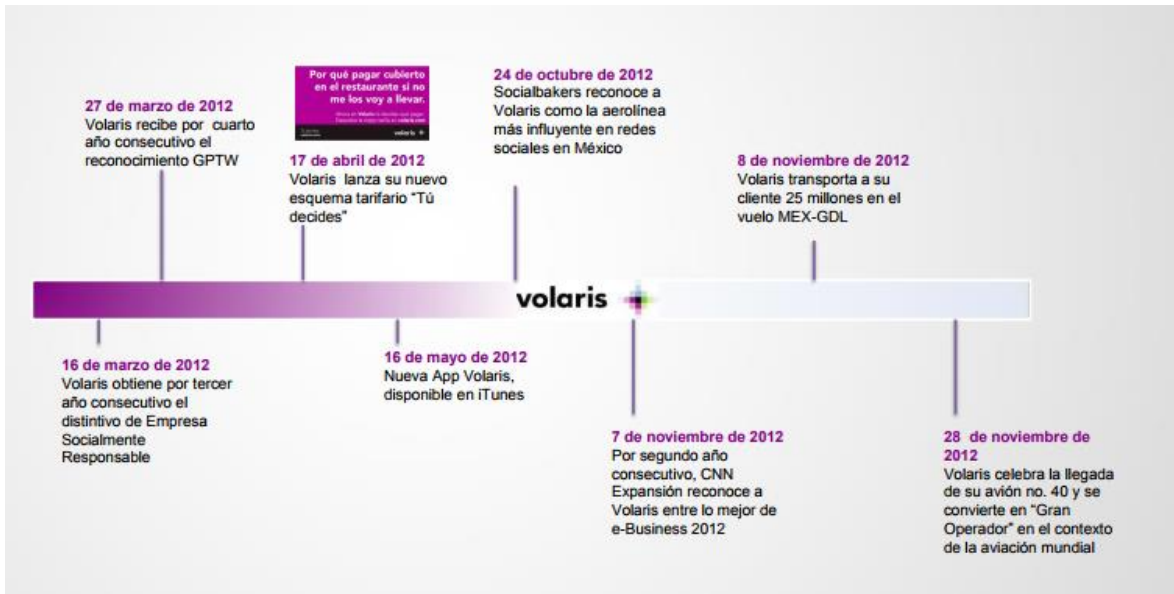 27 de marzo de 2012
Volaris recibe por cuarto
año consecutivo el
reconocimiento GPTW
Por qué pagar cubierto
en el restaurante si no
me los voy a llevar.
volaris
17 de abril de 2012
Volaris lanza su nuevo
esquema tarifario “Tú
decides”
24 de octubre de 2012
Socialbakers reconoce a
Volaris como la aerolínea
más influyente en redes
sociales en México
8 de noviembre de 2012
Volaris transporta a su
cliente 25 millones en el
vuelo MEX-GDL
volaris
16 de marzo de 2012
Volaris obtiene por tercer
año consecutivo el
distintivo de Empresa
Socialmente
Responsable
16 de mayo de 2012
Nueva App Volaris,
disponible en iTunes
7 de noviembre de 2012
Por segundo año
consecutivo, CNN
Expansión reconoce a
Volaris entre lo mejor de
e-Business 2012
28 de noviembre de
2012
Volaris celebra la llegada
de su avión no. 40 y se
convierte en “Gran
Operador” en el contexto
de la aviación mundial